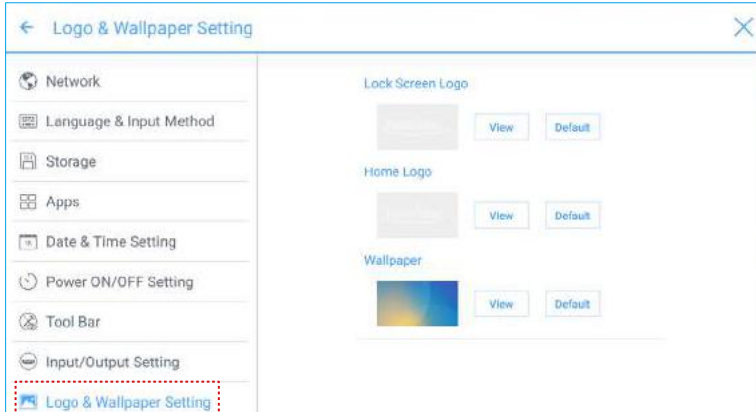 Logo & Wallpaper Setting
Network
Language & Input Method
Storage
Apps
Date & Time Setting
Power ON/OFF Setting
Tool Bar
Input/Output Setting
Logo & Wallpaper Setting
Lock Screen Logo
View Default
Home Logo
View Default
Wallpaper
View Default